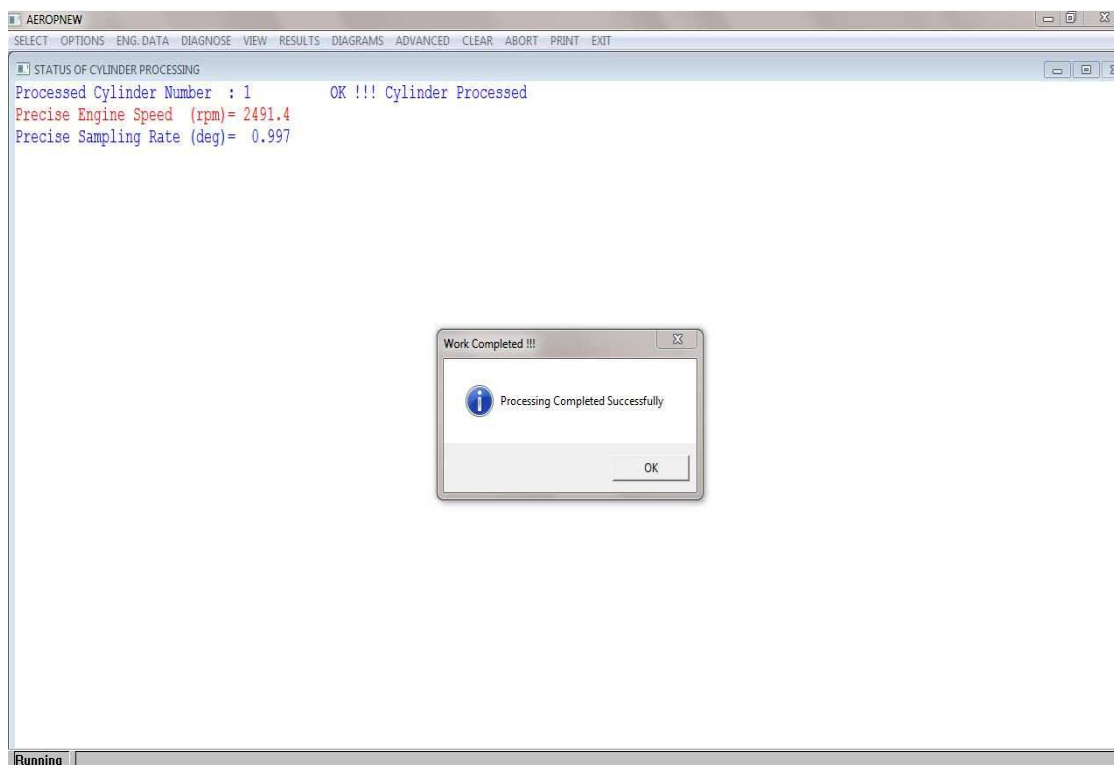 AEROPNEW
SELECT OPTIONS ENG. DATA DIAGNOSE VIEW RESULTS DIAGRAMS ADVANCED CLEAR ABORT PRINT EXIT
STATUS OF CYLINDER PROCESSING
Processed Cylinder Number : 1 OK !!! Cylinder Processed
Precise Engine Speed (rpm)= 2491.4
Precise Sampling Rate (deg)= 0.997
Work Completed !!!
Processing Completed Successfully
OK
Running